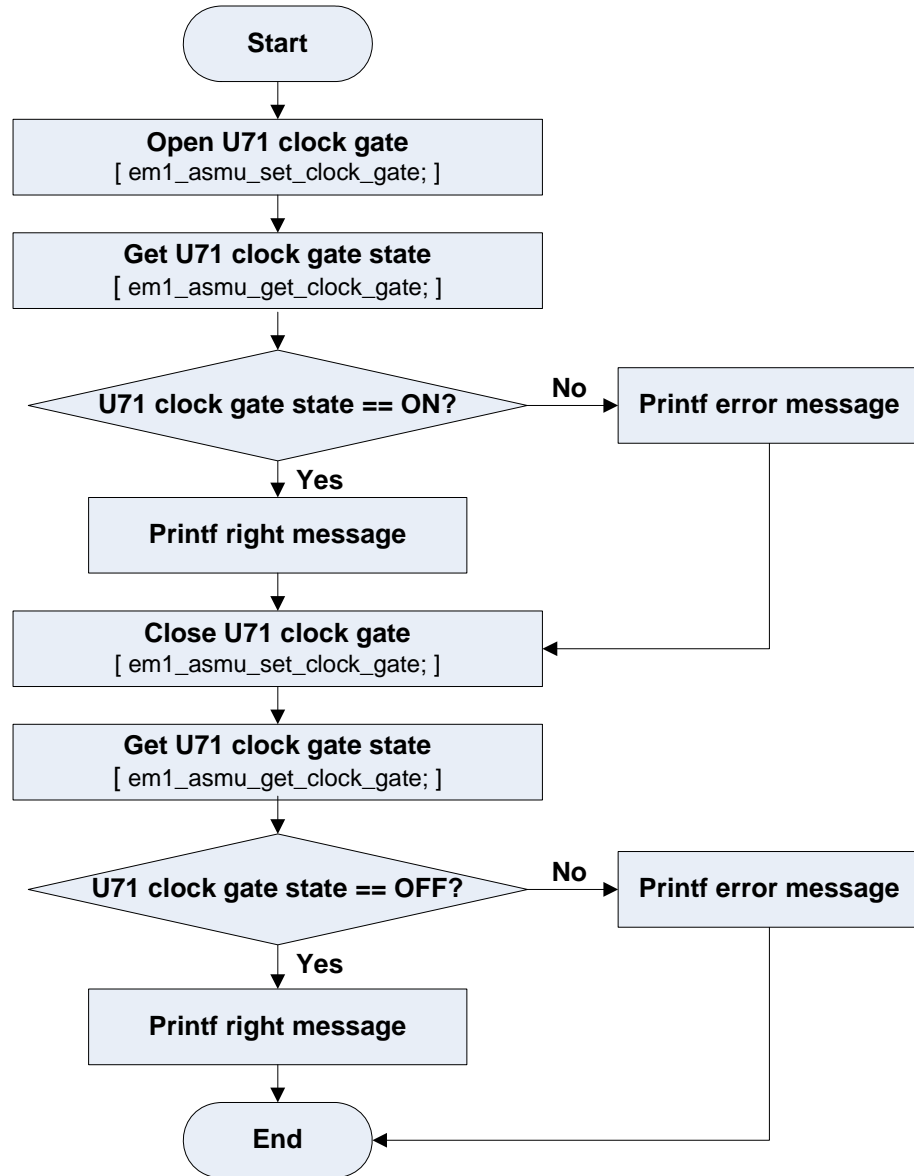 Start
Open U71 clock gate
[ em1_asmu_set_clock_gate; ]
Get U71 clock gate state
[ em1_asmu_get_clock_gate; ]
U71 clock gate state == ON?
No
Printf error message
Yes
Printf right message
Close U71 clock gate
[ em1_asmu_set_clock_gate; ]
Get U71 clock gate state
[ em1_asmu_get_clock_gate; ]
U71 clock gate state == OFF?
No
Printf error message
Yes
Printf right message
End